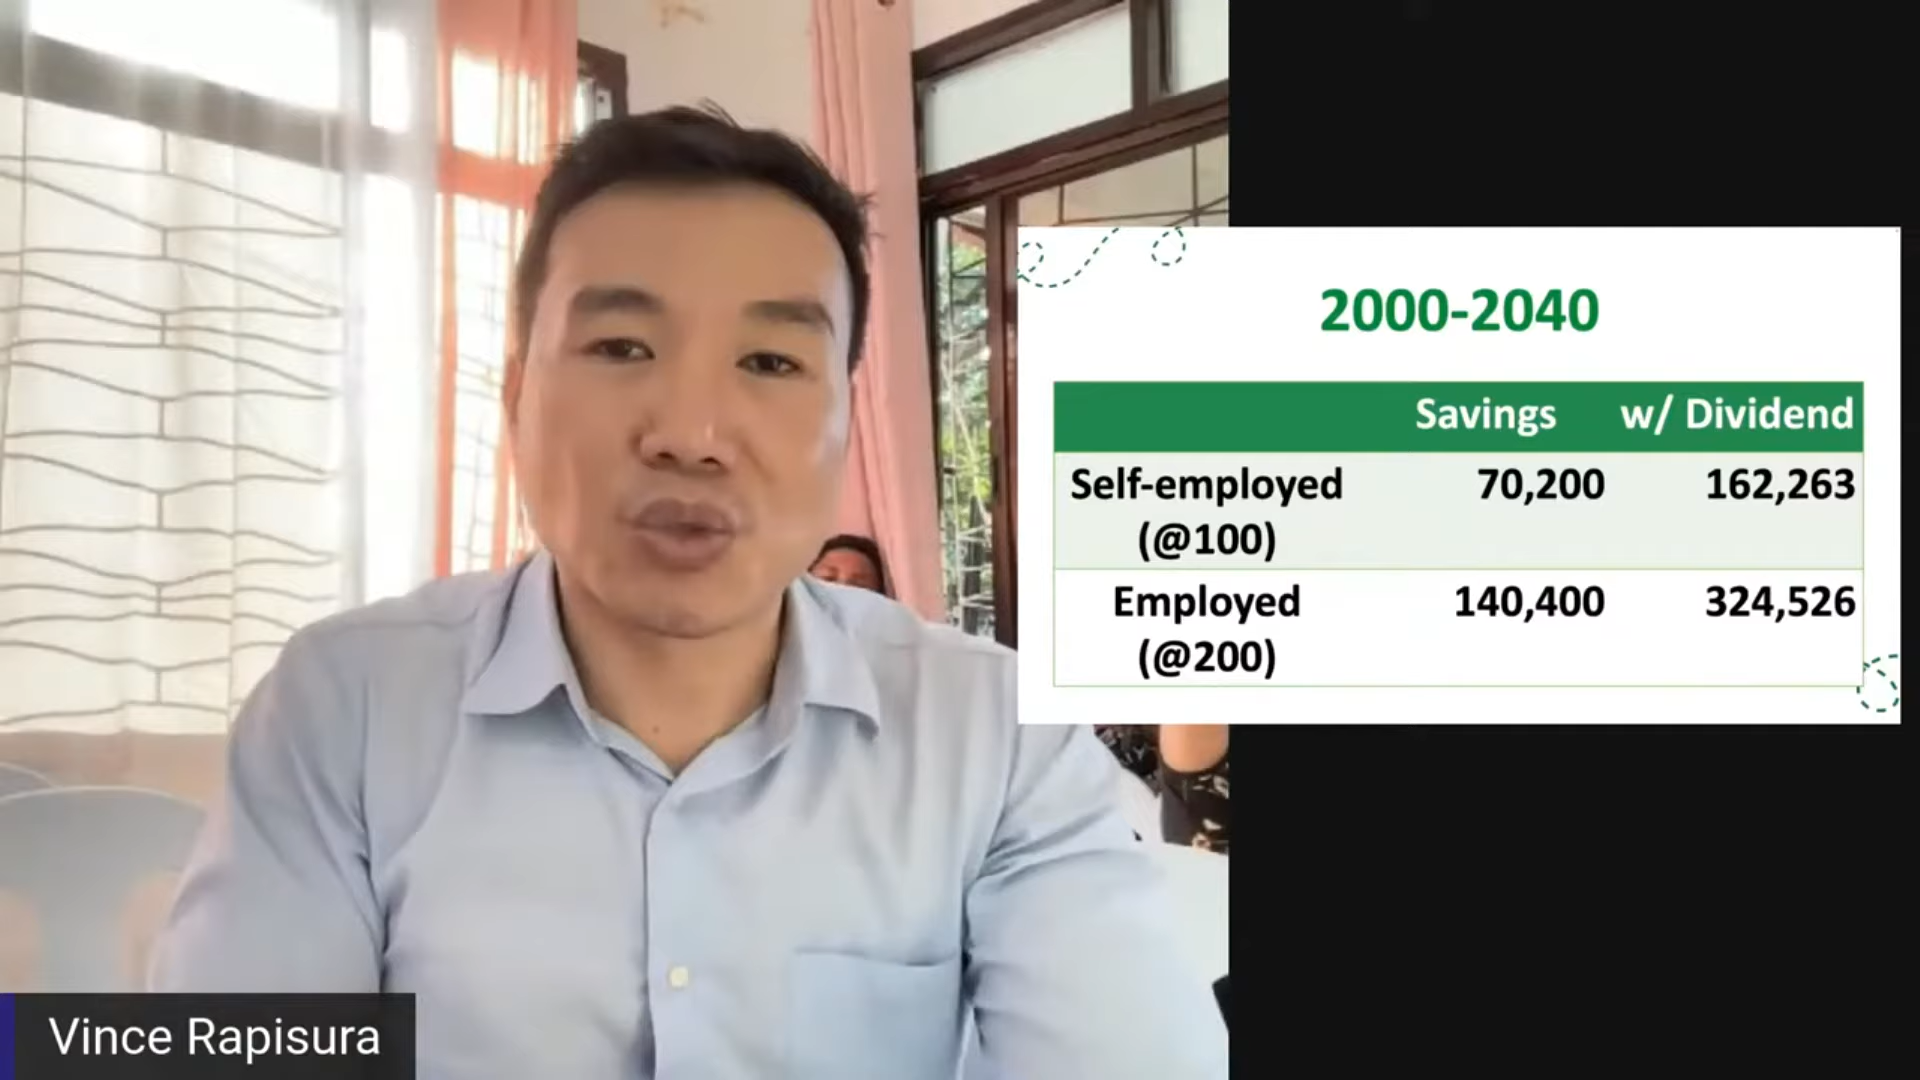 2000-2040
Savings w/ Dividend
Self-employed 70,200 162,263
(@100)
Employed 140,400 324,526
(@200)
Vince Rapisura